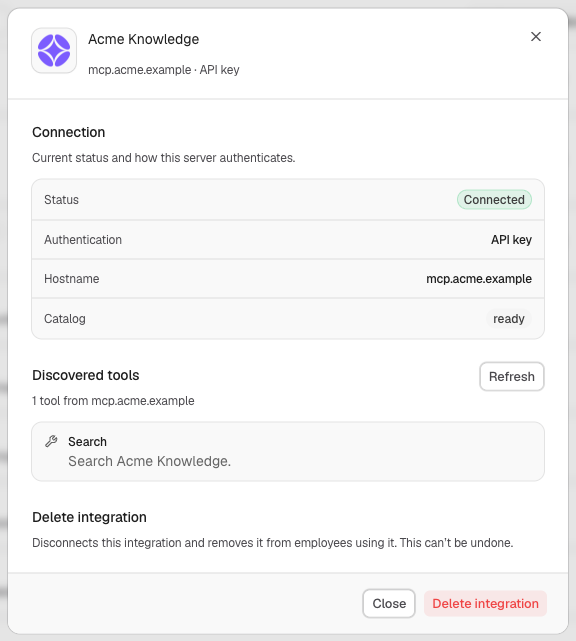 Acme Knowledge
mcp.acme.example · API key
Connection
Current status and how this server authenticates.
Status Connected
Authentication API key
Hostname mcp.acme.example
Catalog ready
Discovered tools Refresh
1 tool from mcp.acme.example
Search
Search Acme Knowledge.
Delete integration
Disconnects this integration and removes it from employees using it. This can’t be undone.
Close Delete integration